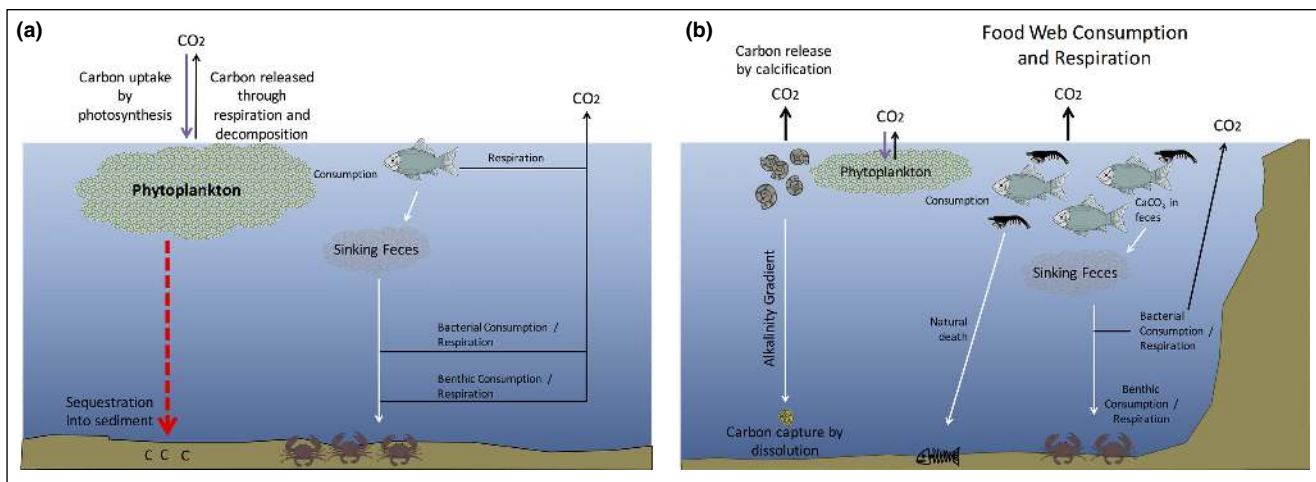 (a)
CO2
Carbon uptake
by
photosynthesis
Carbon released
through
respiration and
decomposition
CO2
Phytoplankton
Consumption
Respiration
Sinking Feces
Bacterial Consumption /
Respiration
Benthic Consumption /
Respiration
Sequestration
into sediment
C C C
(b)
Food Web Consumption
and Respiration
Carbon release
by calcification
CO2
CO2
CO2
CO2
Phytoplankton
Consumption
CaCO3 in
feces
Sinking Feces
Alkalinity Gradient
Natural
death
Bacterial
Consumption /
Respiration
Benthic
Consumption /
Respiration
Carbon capture by
dissolution